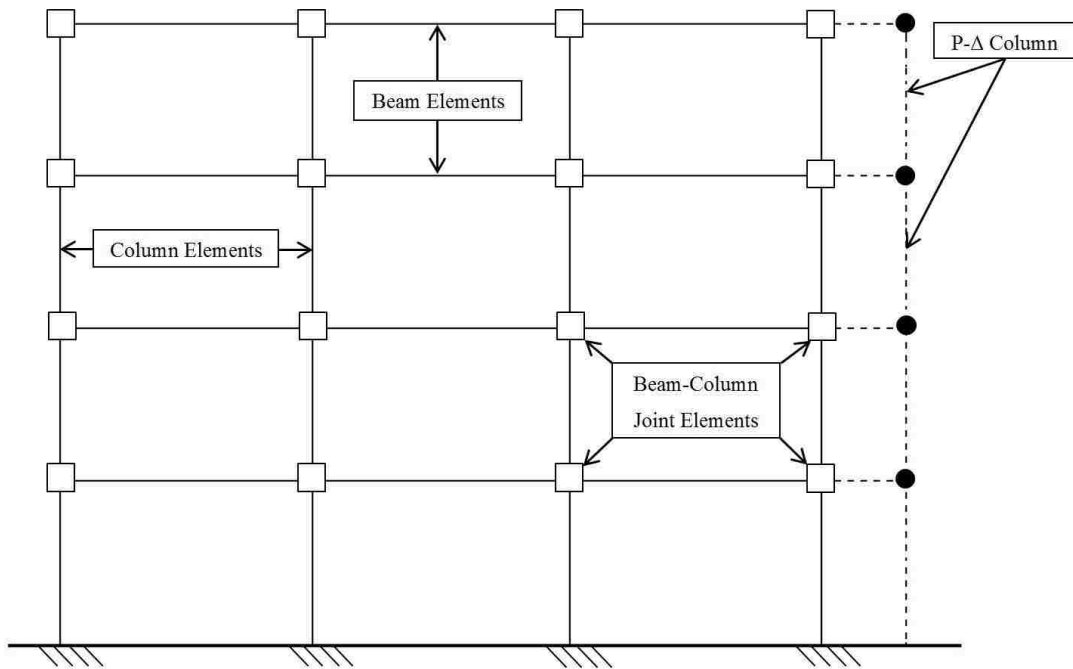 P-Δ Column
Beam Elements
Column Elements
Beam-Column
Joint Elements